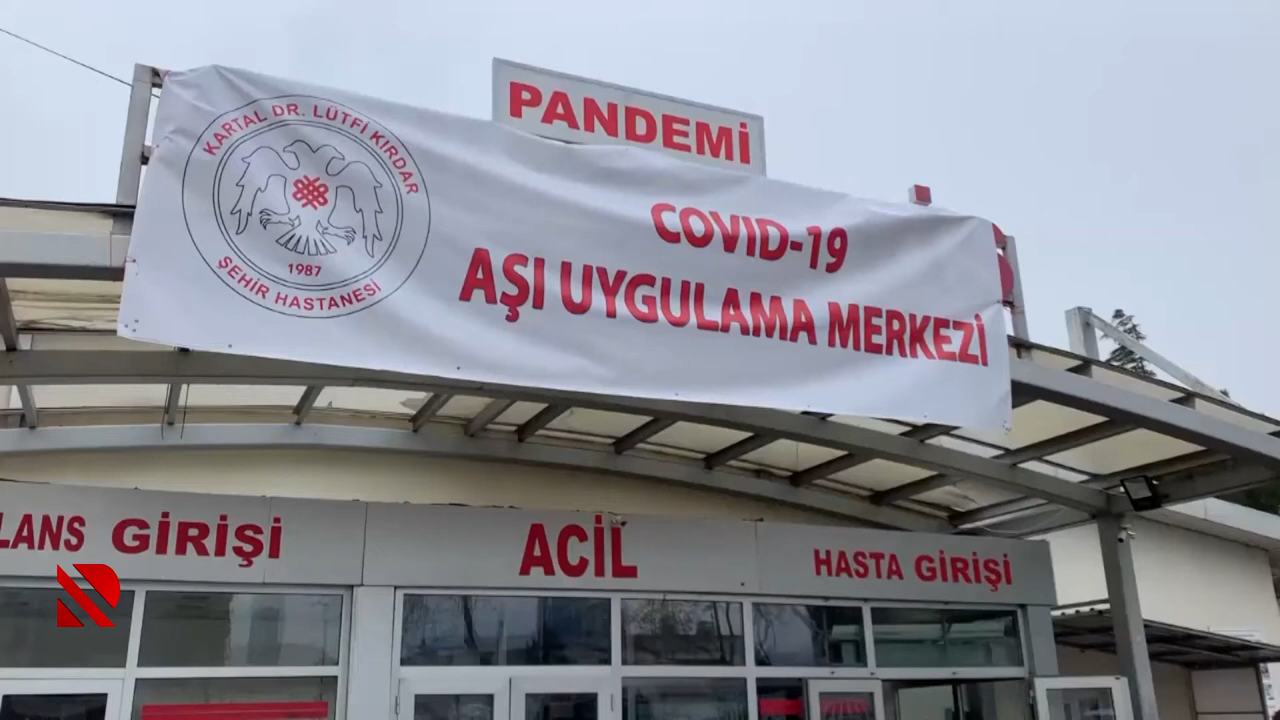 PANDEMİ
KARTAL DR. LÜTFİ KIRDAR
1987
ŞEHİR HASTANESİ
COVID-19
AŞI UYGULAMA MERKEZİ
LANS GİRİŞİ
ACİL
HASTA GİRİŞİ